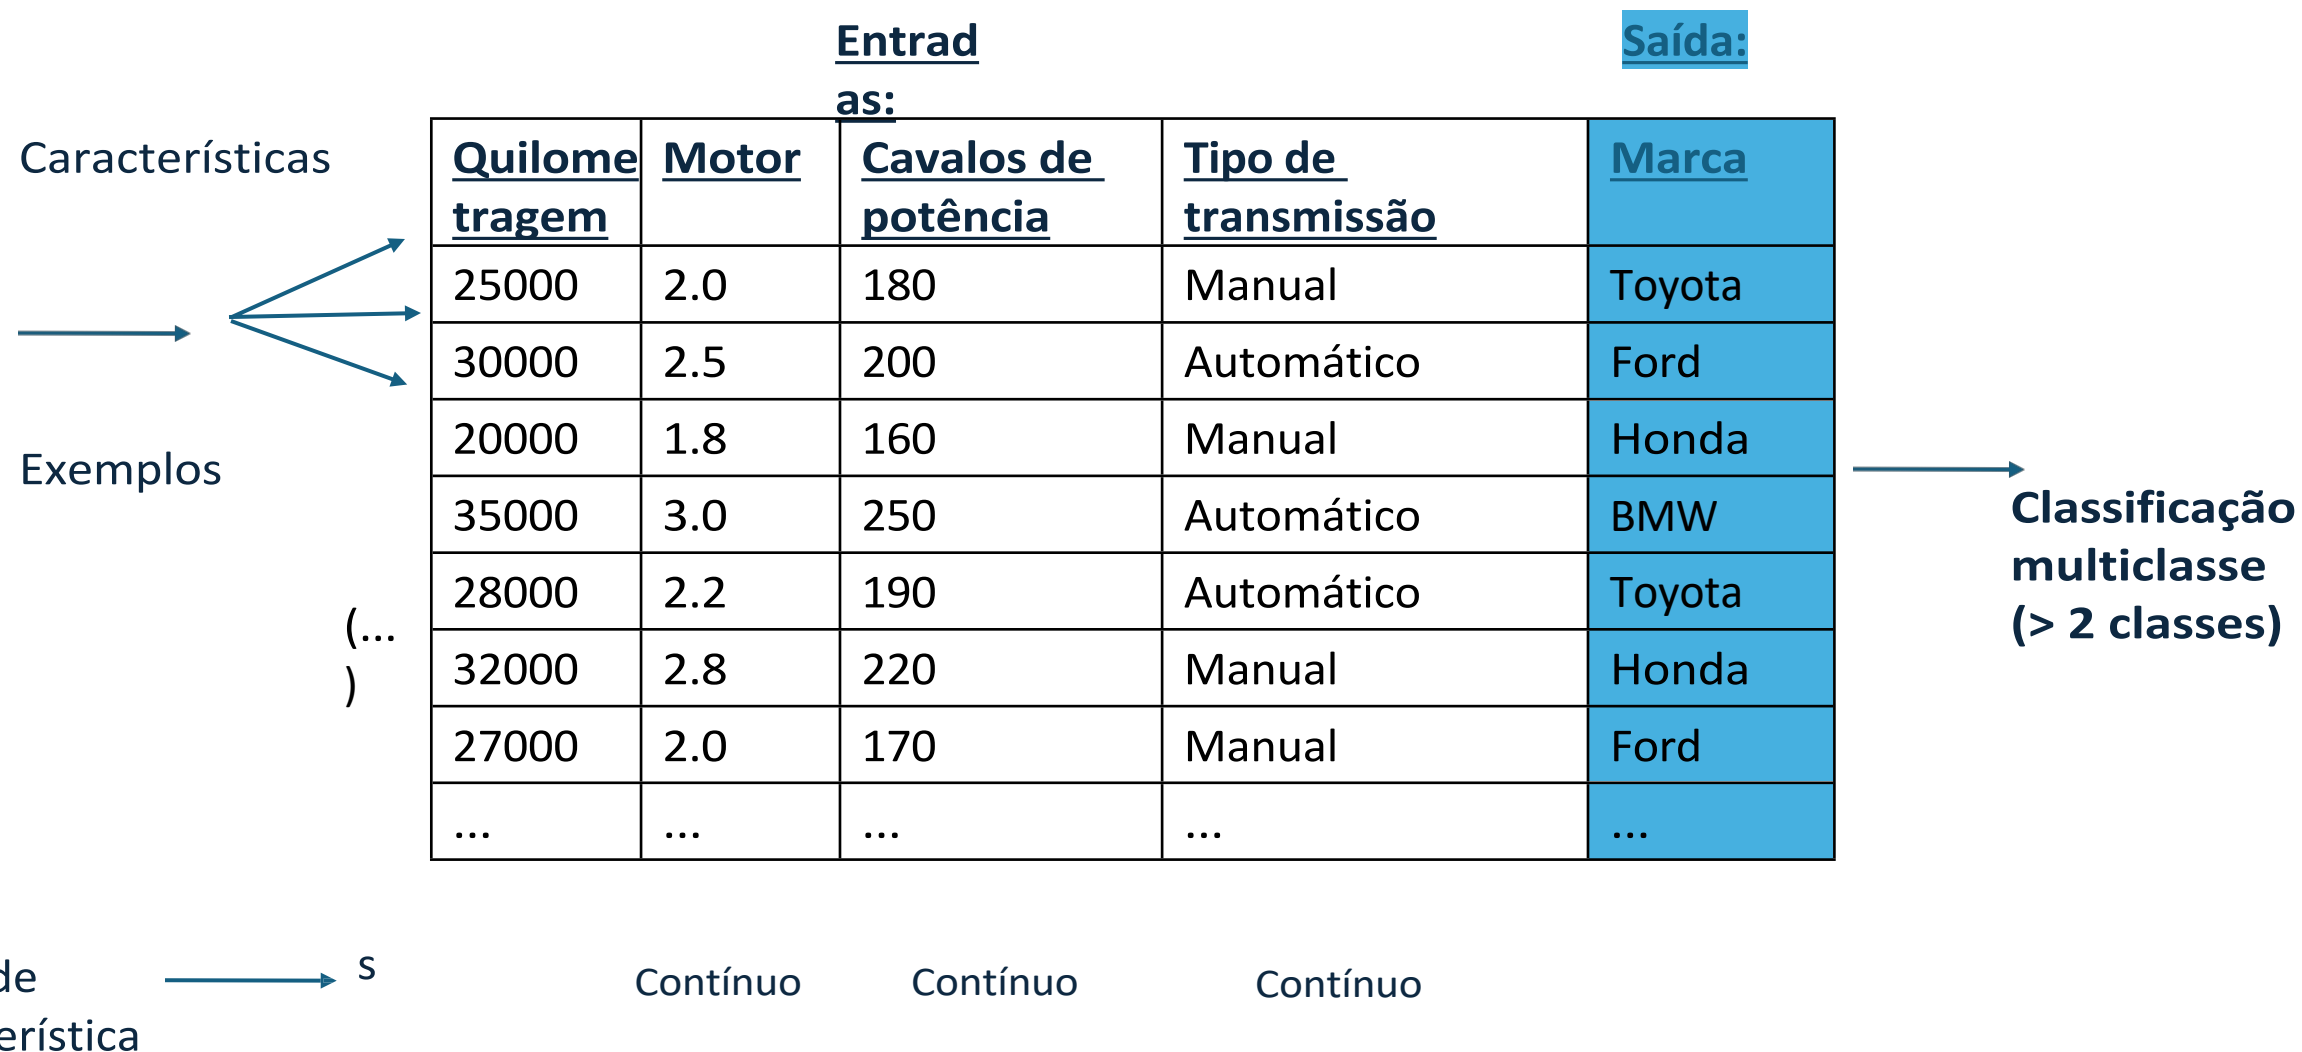 Entrad
as:
Saída:
Características
Quilome
tragem
Motor
Cavalos de
potência
Tipo de
transmissão
Marca
25000 2.0 180 Manual Toyota
30000 2.5 200 Automático Ford
20000 1.8 160 Manual Honda
35000 3.0 250 Automático BMW
28000 2.2 190 Automático Toyota
32000 2.8 220 Manual Honda
27000 2.0 170 Manual Ford
... ... ... ... ...
Exemplos
(...
)
Classificação
multiclasse
(> 2 classes)
de
erística
s
Contínuo Contínuo Contínuo